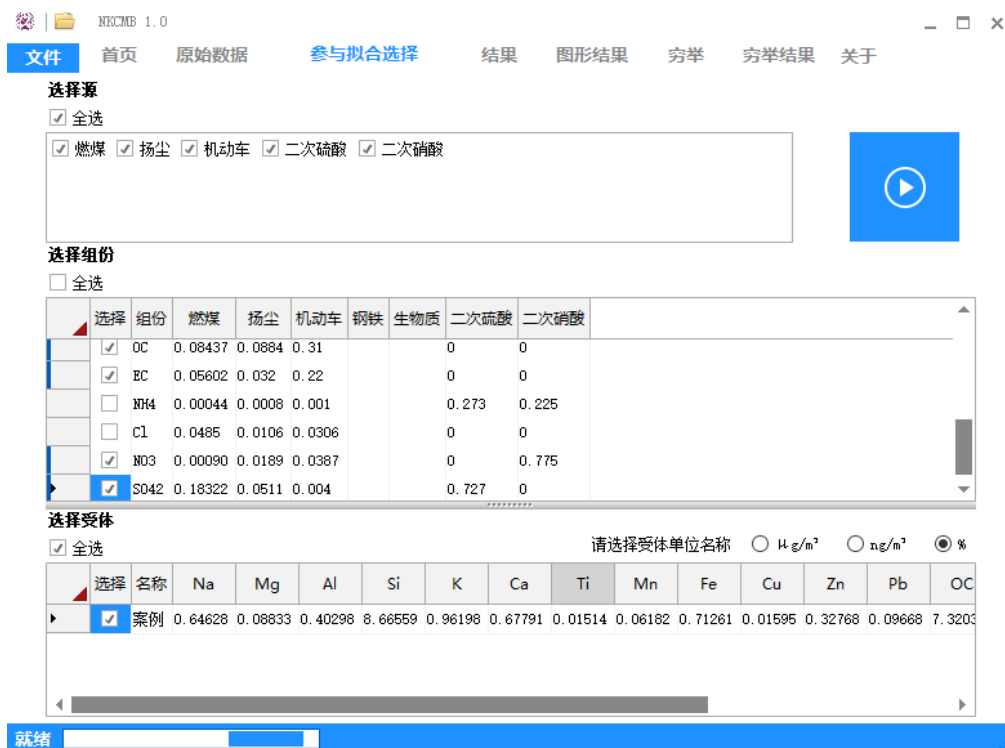 NKCMB 1.0
文件 首页 原始数据 参与拟合选择 结果 图形结果 穷举 穷举结果 关于
选择源
全选
燃煤 扬尘 机动车 二次硫酸 二次硝酸
选择组份
全选
选择 组份 燃煤 扬尘 机动车 钢铁 生物质 二次硫酸 二次硝酸
OC 0.08437 0.0884 0.31 0 0
EC 0.05602 0.032 0.22 0 0
NH4 0.00044 0.0008 0.001 0.273 0.225
Cl 0.0485 0.0106 0.0306 0 0
NO3 0.00090 0.0189 0.0387 0 0.775
SO42 0.18322 0.0511 0.004 0.727 0
选择受体
全选 请选择受体单位名称 μg/m³ ng/m³ %
选择 名称 Na Mg Al Si K Ca Ti Mn Fe Cu Zn Pb OC
案例 0.64628 0.08833 0.40298 8.66559 0.96198 0.67791 0.01514 0.06182 0.71261 0.01595 0.32768 0.09668 7.3203
就绪